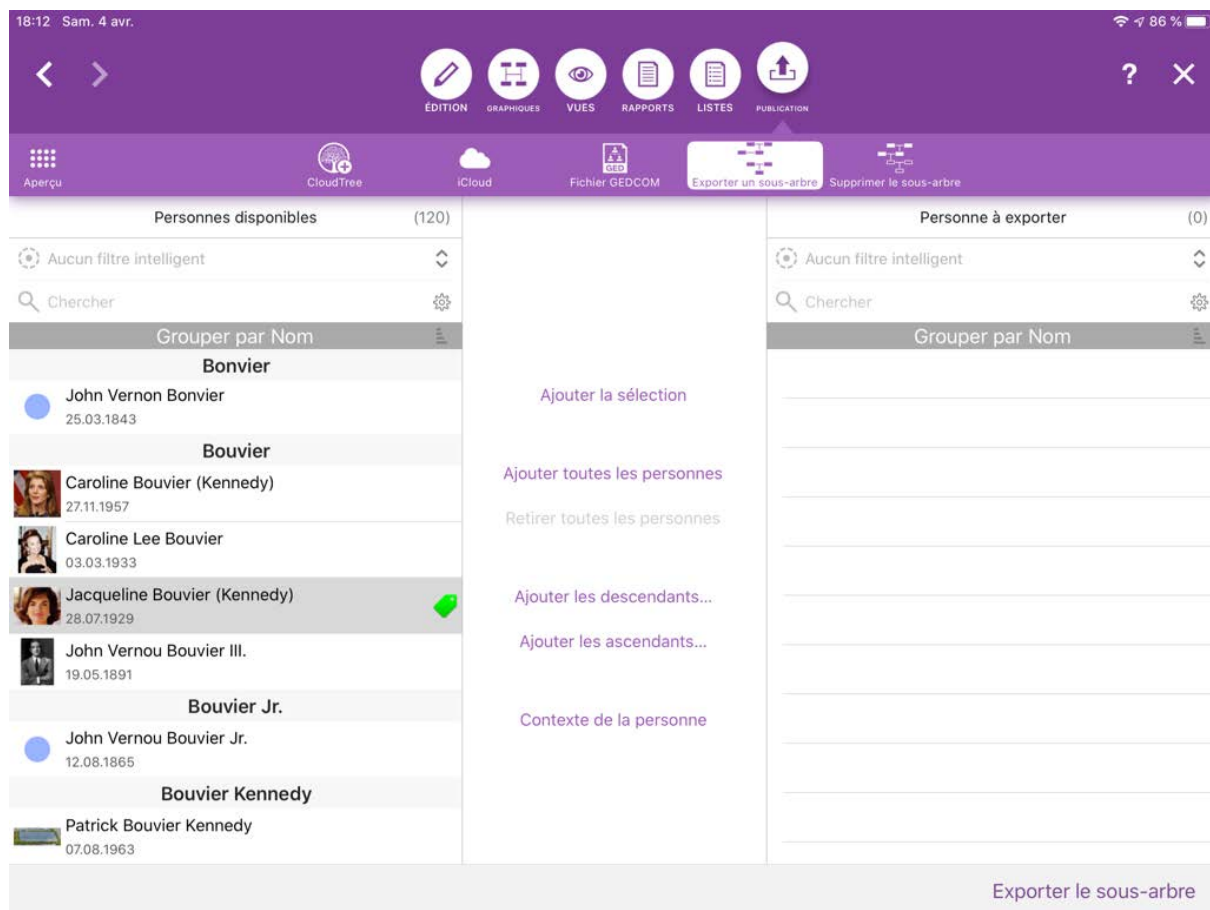 18:12 Sam. 4 avr.
86 %
?
ÉDITION
GRAPHIQUES
VUES
RAPPORTS
LISTES
PUBLICATION
Aperçu
CloudTree
iCloud
GED
Fichier GEDCOM
Exporter un sous-arbre
Supprimer le sous-arbre
Personnes disponibles (120)
Aucun filtre intelligent
Chercher
Grouper par Nom
Bonvier
John Vernon Bonvier
25.03.1843
Bouvier
Caroline Bouvier (Kennedy)
27.11.1957
Caroline Lee Bouvier
03.03.1933
Jacqueline Bouvier (Kennedy)
28.07.1929
John Vernou Bouvier III.
19.05.1891
Bouvier Jr.
John Vernou Bouvier Jr.
12.08.1865
Bouvier Kennedy
Patrick Bouvier Kennedy
07.08.1963
Ajouter la sélection
Ajouter toutes les personnes
Retirer toutes les personnes
Ajouter les descendants...
Ajouter les ascendants...
Contexte de la personne
Personne à exporter (0)
Aucun filtre intelligent
Chercher
Grouper par Nom
Exporter le sous-arbre